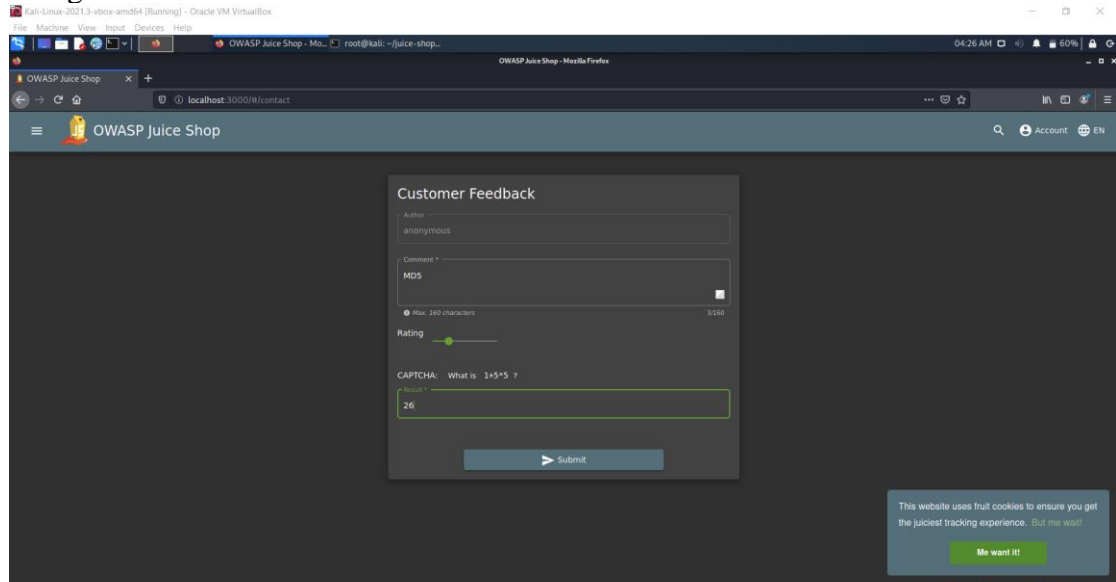 Kali-Linux-2021.3-vbox-amd64 [Running] - Oracle VM VirtualBox
File Machine View Input Devices Help
OWASP Juice Shop - Mo... root@kali: ~/juice-shop... 04:26 AM 60%
OWASP Juice Shop - Mozilla Firefox
OWASP Juice Shop
localhost:3000/#/contact
OWASP Juice Shop Account EN
Customer Feedback
Author
anonymous
Comment *
MD5
Max. 160 characters 3/160
Rating
CAPTCHA: What is 1+5*5 ?
Result *
26
Submit
This website uses fruit cookies to ensure you get
the juiciest tracking experience. But me wait!
Me want it!